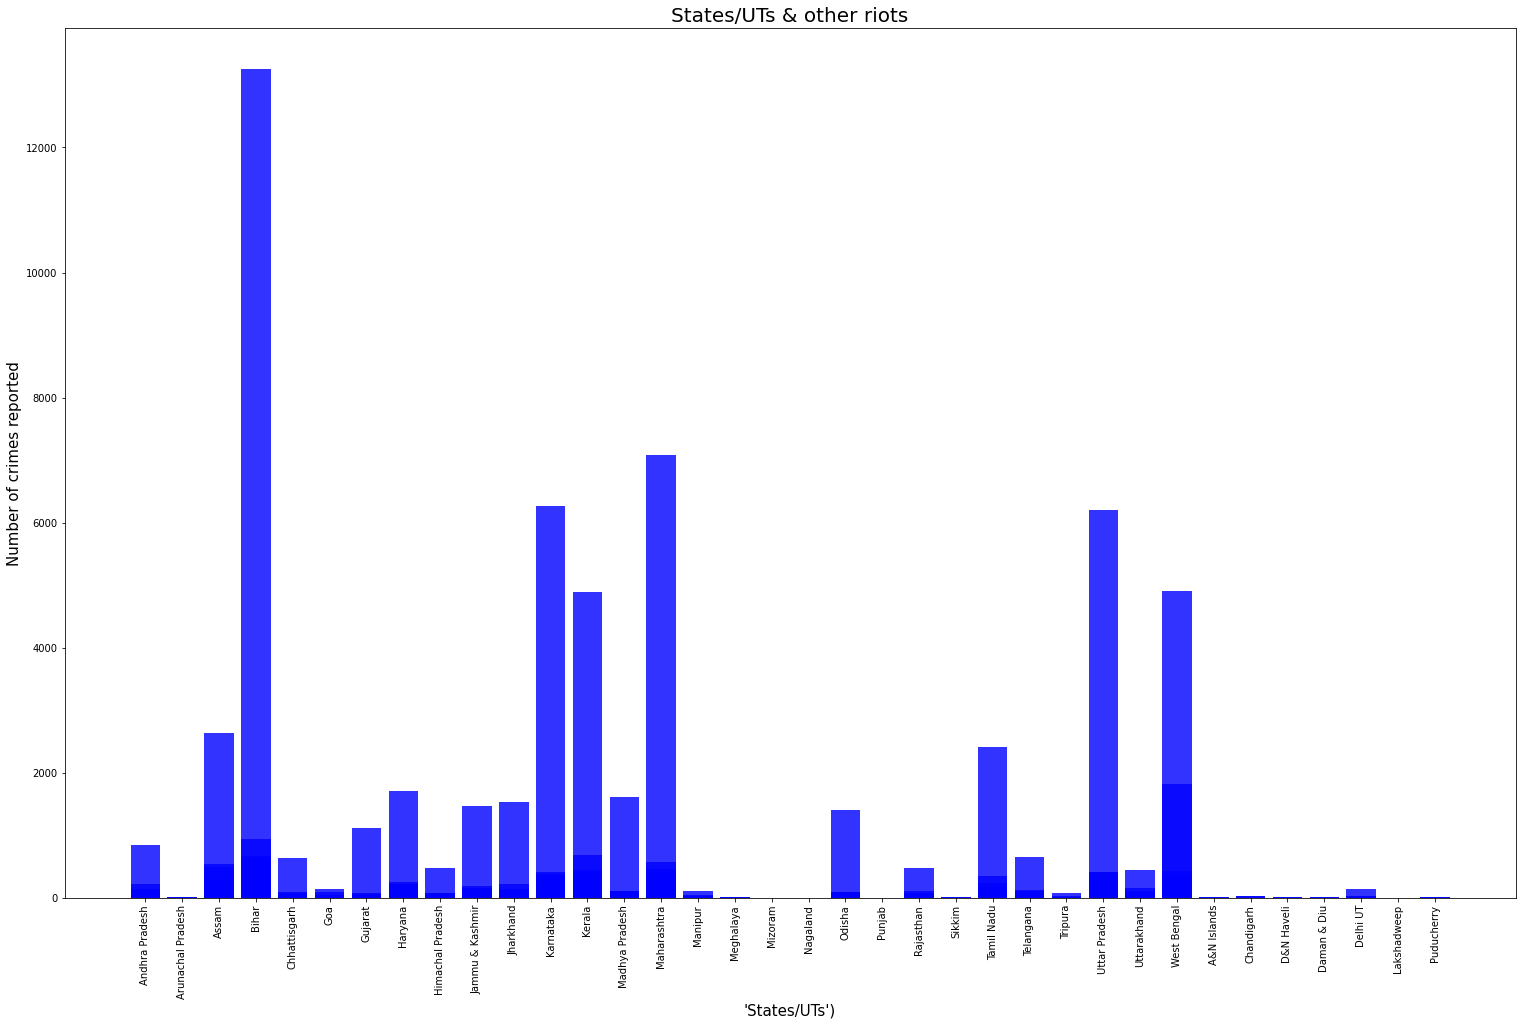 States/UTs & other riots
Number of crimes reported
12000
10000
8000
6000
4000
2000
0
Andhra Pradesh
Arunachal Pradesh
Assam
Bihar
Chhattisgarh
Goa
Gujarat
Haryana
Himachal Pradesh
Jammu & Kashmir
Jharkhand
Karnataka
Kerala
Madhya Pradesh
Maharashtra
Manipur
Meghalaya
Mizoram
Nagaland
Odisha
Punjab
Rajasthan
Sikkim
Tamil Nadu
Telangana
Tripura
Uttar Pradesh
Uttarakhand
West Bengal
A&N Islands
Chandigarh
D&N Haveli
Daman & Diu
Delhi UT
Lakshadweep
Puducherry
'States/UTs')